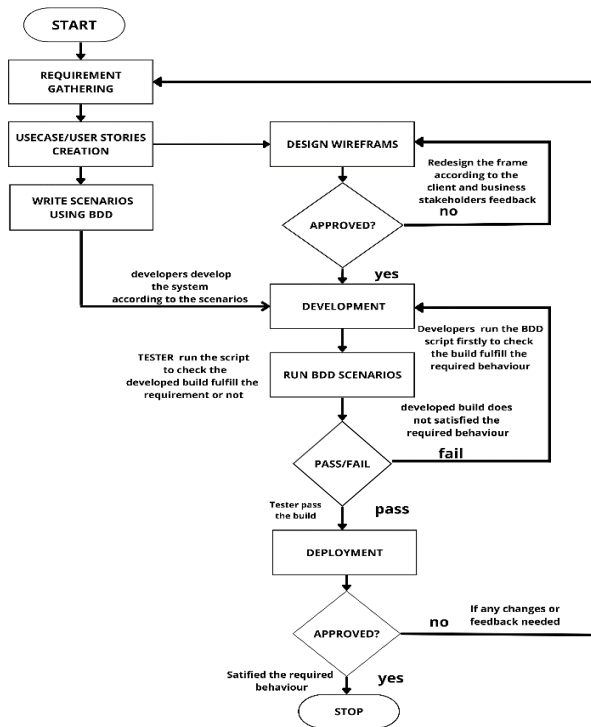 START
REQUIREMENT
GATHERING
USECASE/USER STORIES
CREATION
DESIGN WIREFRAMS
Redesign the frame
according to the
client and business
stakeholders feedback
no
WRITE SCENARIOS
USING BDD
APPROVED?
yes
developers develop
the system
according to the scenarios
DEVELOPMENT
Developers run the BDD
script firstly to check
the build fulfill the
required behaviour
TESTER run the script
to check the
developed build fulfill the
requirement or not
RUN BDD SCENARIOS
developed build does
not satisfied the
required behaviour
fail
PASS/FAIL
Tester pass
the build
pass
DEPLOYMENT
APPROVED?
no
If any changes or
feedback needed
Satified the required
behaviour
yes
STOP